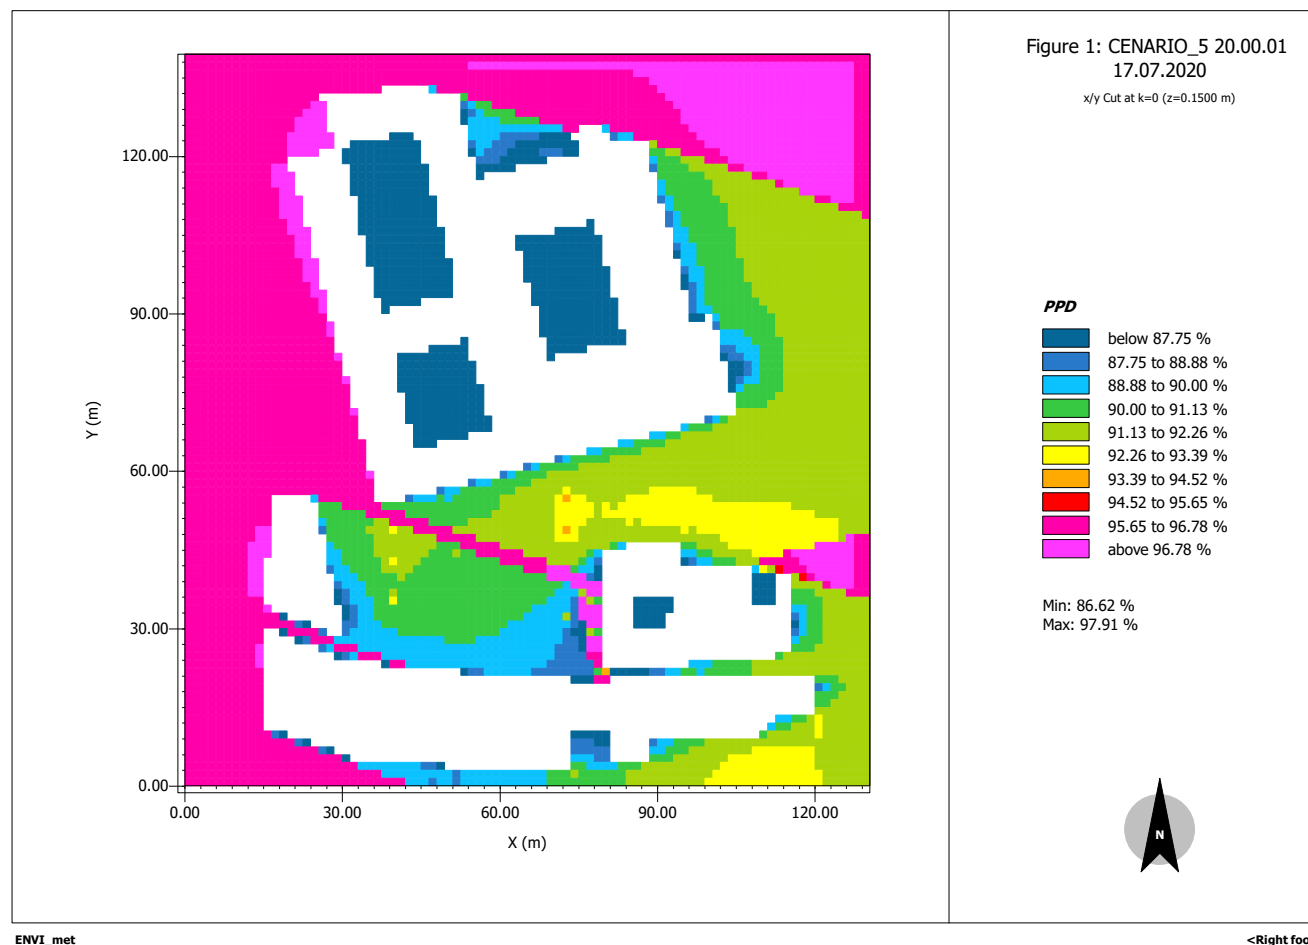 Figure 1: CENARIO_5 20.00.01
17.07.2020
x/y Cut at k=0 (z=0.1500 m)
120.00
90.00
60.00
30.00
0.00
Y (m)
0.00 30.00 60.00 90.00 120.00
X (m)
PPD
below 87.75 %
87.75 to 88.88 %
88.88 to 90.00 %
90.00 to 91.13 %
91.13 to 92.26 %
92.26 to 93.39 %
93.39 to 94.52 %
94.52 to 95.65 %
95.65 to 96.78 %
above 96.78 %
Min: 86.62 %
Max: 97.91 %
N
ENVI_met
<Right foo